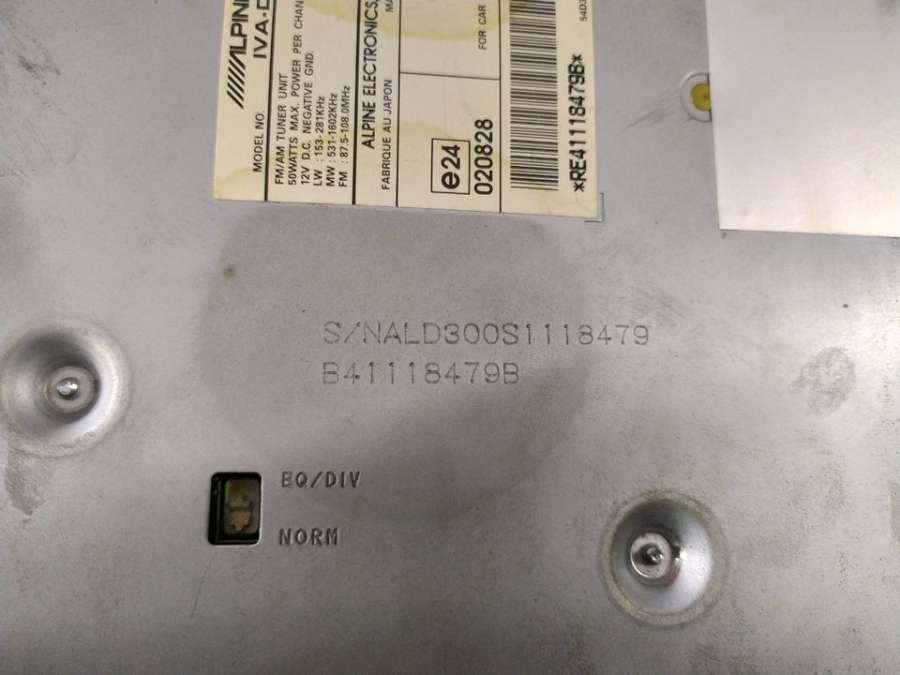 ALPINE
MODEL NO. IVA-D
FM/AM TUNER UNIT
50WATTS MAX. POWER PER CHAN
12V D.C. NEGATIVE GND.
LW : 153-281KHz
MW : 531-1602KHz
FM : 87.5-108.0MHz
ALPINE ELECTRONICS,
MA
FABRIQUE AU JAPON
FOR CAR
e24
020828
54D3
*RE41118479B*
S/NALD300S1118479
B41118479B
EQ/DIV
NORM